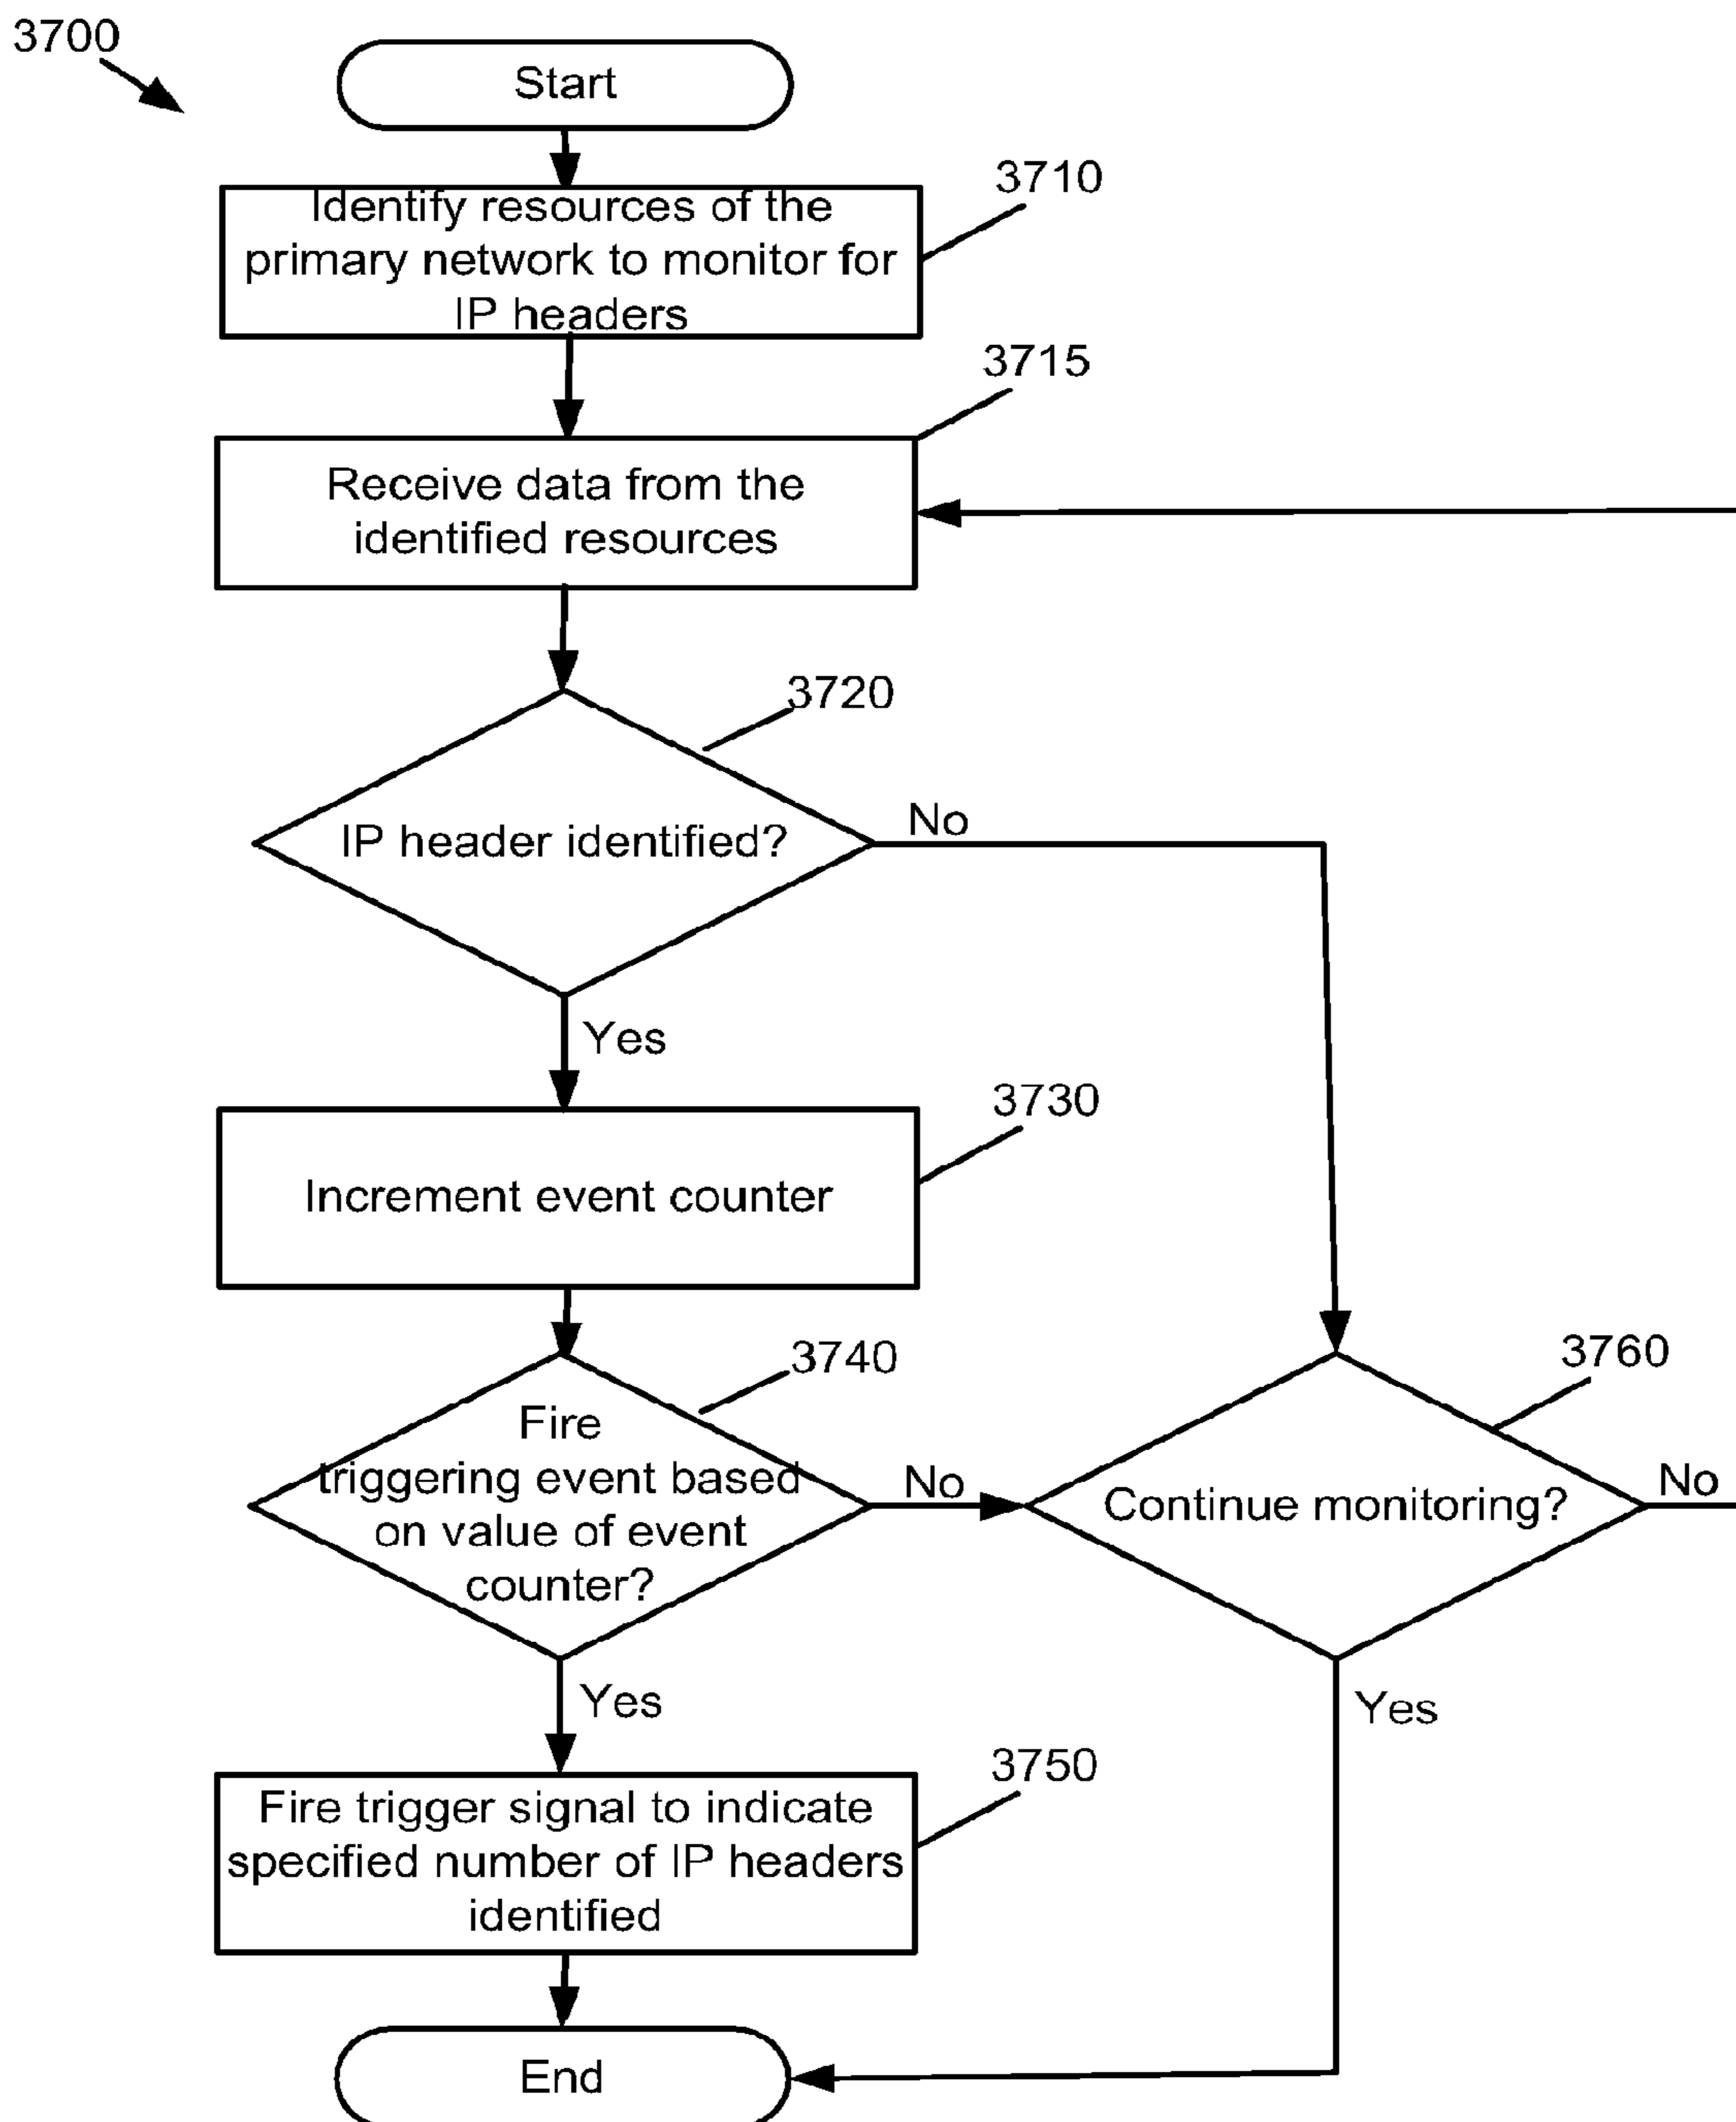 3700
Start
3710
Identify resources of the
primary network to monitor for
IP headers
3715
Receive data from the
identified resources
3720
IP header identified?
No
Yes
3730
Increment event counter
3740
Fire
triggering event based
on value of event
counter?
No
3760
Continue monitoring?
No
Yes
Yes
3750
Fire trigger signal to indicate
specified number of IP headers
identified
End